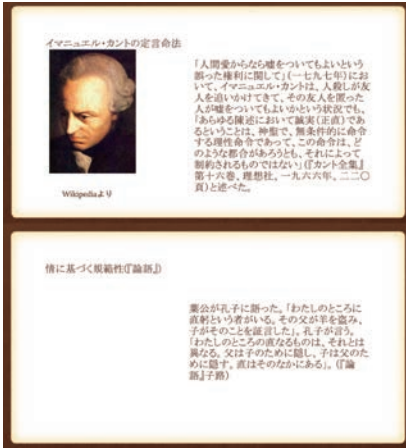 イマニュエル・カントの定言命法
「人間愛からなら嘘をついてもよいという
誤った権利に関して」(一七九七年)にお
いて、イマニュエル・カントは、人殺しが友
人を追いかけてきて、その友人を匿った
人が嘘をついてもよいかという状況でも、
「あらゆる陳述において誠実(正直)であ
るということは、神聖で、無条件的に命令
する理性命令であって、この命令は、ど
のような都合があろうとも、それによって
制約されるものではない」(『カント全集』
第十六巻、理想社、一九六六年、二二〇
頁)と述べた。
Wikipediaより
情に基づく規範性(『論語』)
葉公が孔子に語った。「わたしのところに
直躬という者がいる。その父が羊を盗み、
子がそのことを証言した」。孔子が言う。
「わたしのところの直なるものは、それとは
異なる。父は子のために隠し、子は父のた
めに隠す。直はそのなかにある」。(『論
語』子路)